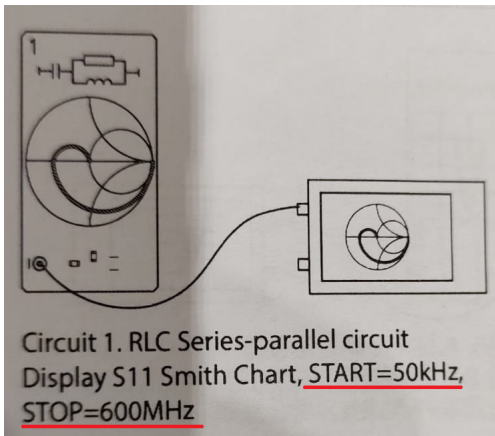 1
Circuit 1. RLC Series-parallel circuit
Display S11 Smith Chart, START=50kHz,
STOP=600MHz